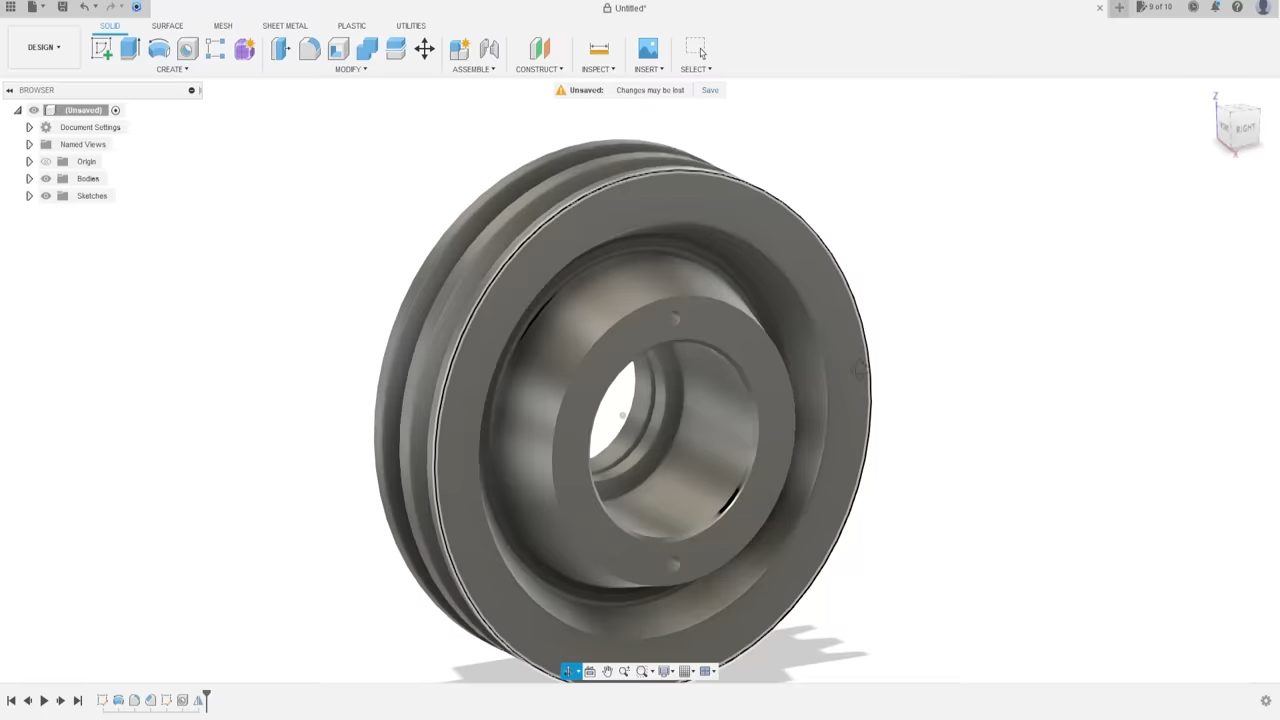 Untitled*
9 of 10
SOLID SURFACE MESH SHEET METAL PLASTIC UTILITIES
DESIGN
CREATE MODIFY ASSEMBLE CONSTRUCT INSPECT INSERT SELECT
BROWSER
Unsaved: Changes may be lost Save
(Unsaved)
Document Settings
Named Views
Origin
Bodies
Sketches
Z
RIGHT
X